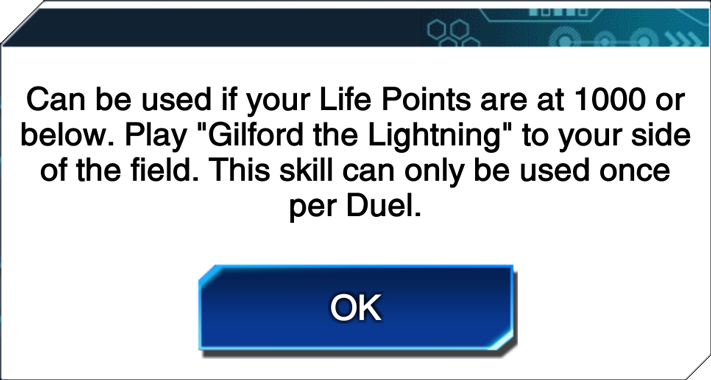 Can be used if your Life Points are at 1000 or
below. Play "Gilford the Lightning" to your side
of the field. This skill can only be used once
per Duel.
OK